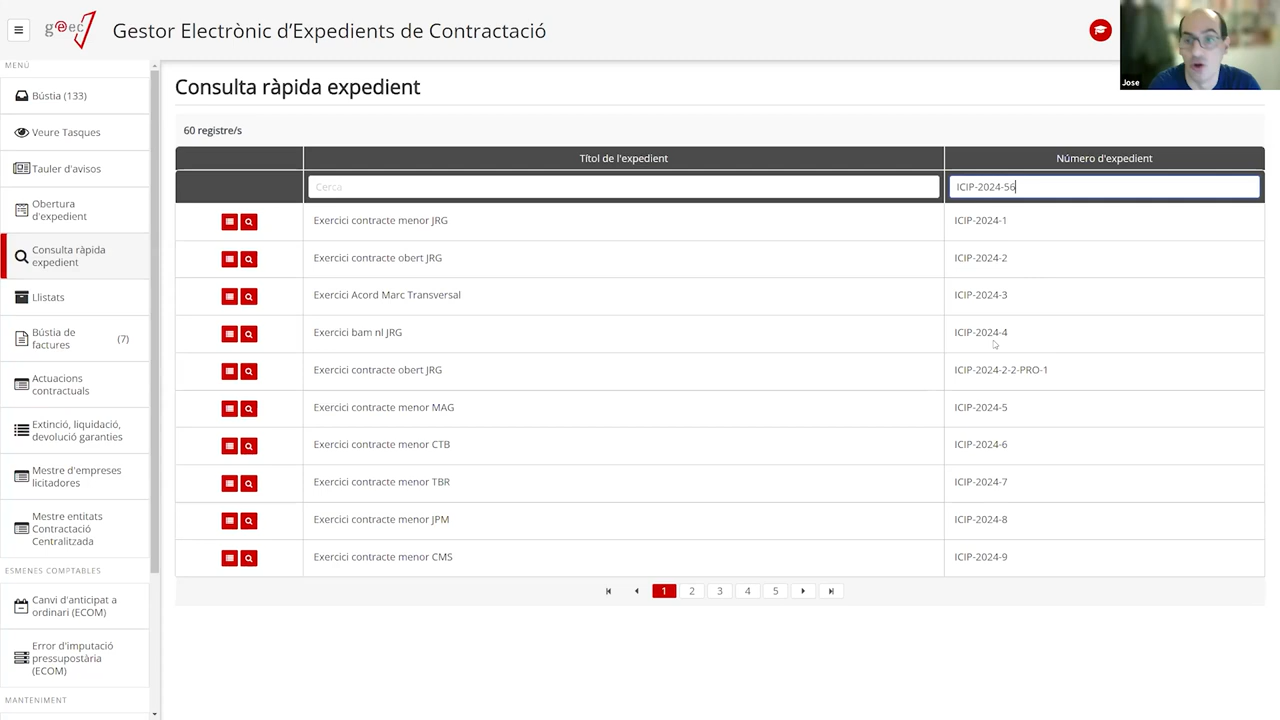 geec
Gestor Electrònic d'Expedients de Contractació
Jose
MENÚ
Bústia (133)
Veure Tasques
Tauler d'avisos
Obertura
d'expedient
Consulta ràpida
expedient
Llistats
Bústia de
factures
(7)
Actuacions
contractuals
Extinció, liquidació,
devolució garanties
Mestre d'empreses
licitadores
Mestre entitats
Contractació
Centralitzada
ESMENES COMPTABLES
Canvi d'anticipat a
ordinari (ECOM)
Error d'imputació
pressupostària
(ECOM)
MANTENIMENT
Consulta ràpida expedient
60 registre/s
Títol de l'expedient Número d'expedient
Cerca ICIP-2024-56
Exercici contracte menor JRG ICIP-2024-1
Exercici contracte obert JRG ICIP-2024-2
Exercici Acord Marc Transversal ICIP-2024-3
Exercici bam nl JRG ICIP-2024-4
Exercici contracte obert JRG ICIP-2024-2-2-PRO-1
Exercici contracte menor MAG ICIP-2024-5
Exercici contracte menor CTB ICIP-2024-6
Exercici contracte menor TBR ICIP-2024-7
Exercici contracte menor JPM ICIP-2024-8
Exercici contracte menor CMS ICIP-2024-9
1 2 3 4 5